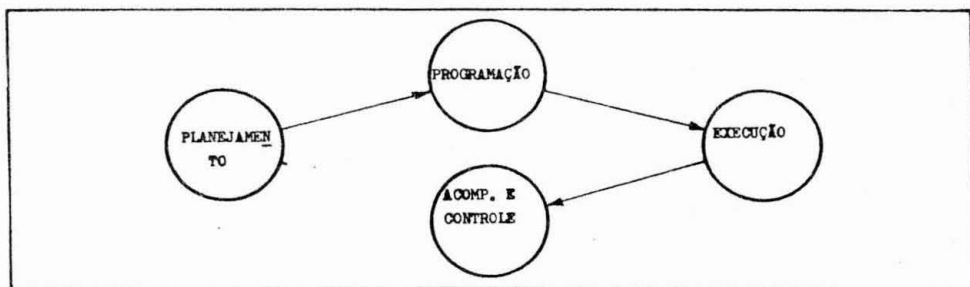 PROGRAMAÇÃO
PLANEJAMEN
TO
EXECUÇÃO
ACOMP. E
CONTROLE